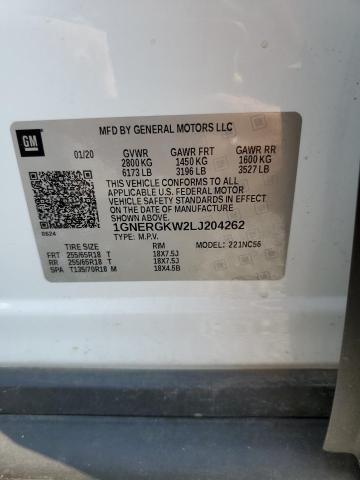 GM
MFD BY GENERAL MOTORS LLC
01/20 GVWR GAWR FRT GAWR RR
2800 KG 1450 KG 1600 KG
6173 LB 3196 LB 3527 LB
THIS VEHICLE CONFORMS TO ALL
APPLICABLE U.S. FEDERAL MOTOR
VEHICLE SAFETY STANDARDS IN
EFFECT ON THE DATE OF MANUFACTURE
SHOWN ABOVE.
1GNERGKW2LJ204262
TYPE: M.P.V.
0624 TIRE SIZE RIM MODEL: 221NC56
FRT 255/65R18 T 18X7.5J
RR 255/65R18 T 18X7.5J
SPA T135/70R18 M 18X4.5B